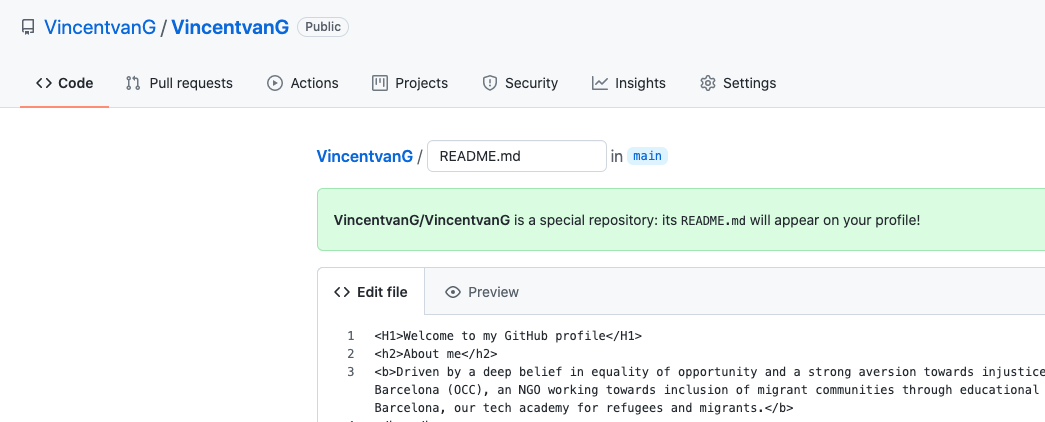 VincentvanG / VincentvanG Public
Code Pull requests Actions Projects Security Insights Settings
VincentvanG / README.md in main
VincentvanG/VincentvanG is a special repository: its README.md will appear on your profile!
Edit file Preview
1 <H1>Welcome to my GitHub profile</H1>
2 <h2>About me</h2>
3 <b>Driven by a deep belief in equality of opportunity and a strong aversion towards injustice
Barcelona (OCC), an NGO working towards inclusion of migrant communities through educational
Barcelona, our tech academy for refugees and migrants.</b>